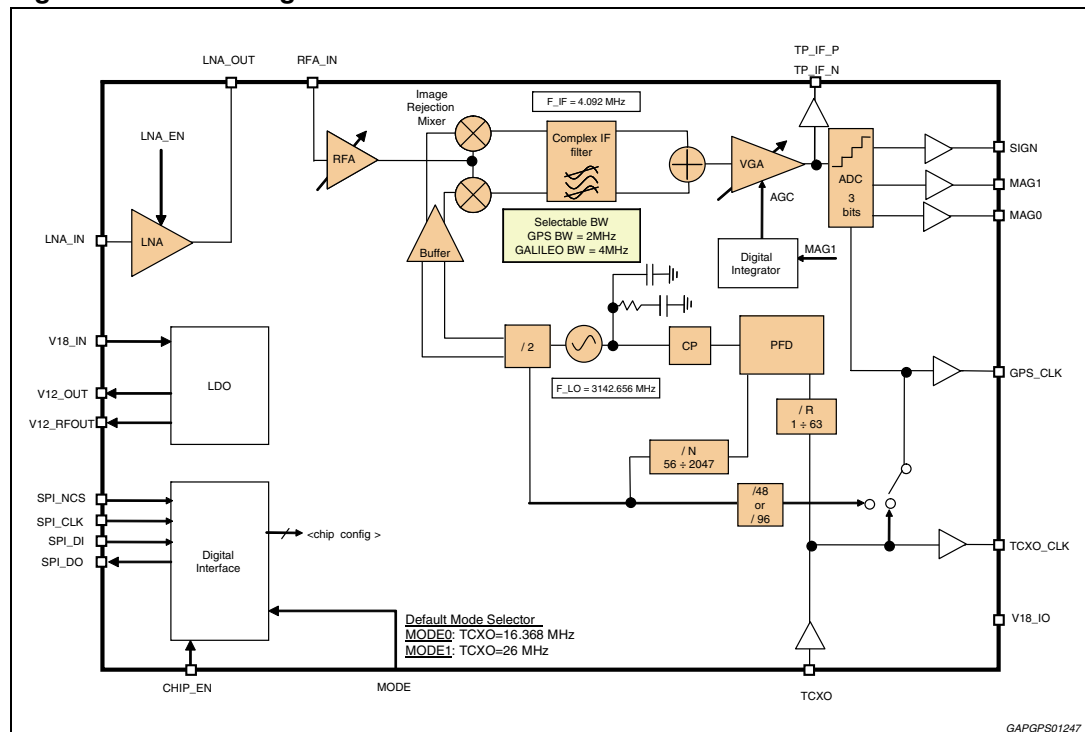 LNA_OUT
RFA_IN
TP_IF_P
TP_IF_N
Image
Rejection
Mixer
F_IF = 4.092 MHz
LNA_EN
RFA
Complex IF
filter
VGA
AGC
ADC
3
bits
SIGN
MAG1
MAG0
LNA_IN
LNA
Buffer
Selectable BW
GPS BW = 2MHz
GALILEO BW = 4MHz
Digital
Integrator
MAG1
V18_IN
V12_OUT
V12_RFOUT
LDO
/ 2
CP
PFD
F_LO = 3142.656 MHz
/ R
1 ÷ 63
GPS_CLK
/ N
56 ÷ 2047
/48
or
/ 96
SPI_NCS
SPI_CLK
SPI_DI
SPI_DO
Digital
Interface
<chip config >
TCXO_CLK
V18_IO
Default Mode Selector
MODE0: TCXO=16.368 MHz
MODE1: TCXO=26 MHz
CHIP_EN
MODE
TCXO
GAPGPS01247